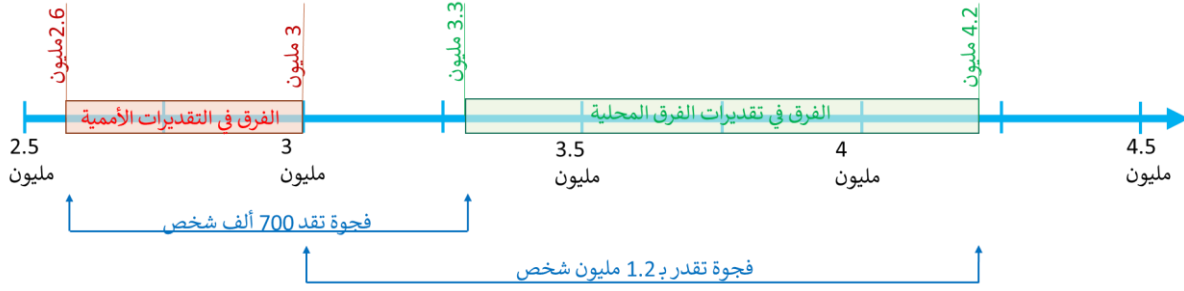 2.6 مليون
3 مليون
3.3 مليون
4.2 مليون
الفرق في التقديرات الأممية
الفرق في تقديرات الفرق المحلية
2.5
مليون
3
مليون
3.5
مليون
4
مليون
4.5
مليون
فجوة تقد 700 ألف شخص
فجوة تقدر بـ 1.2 مليون شخص